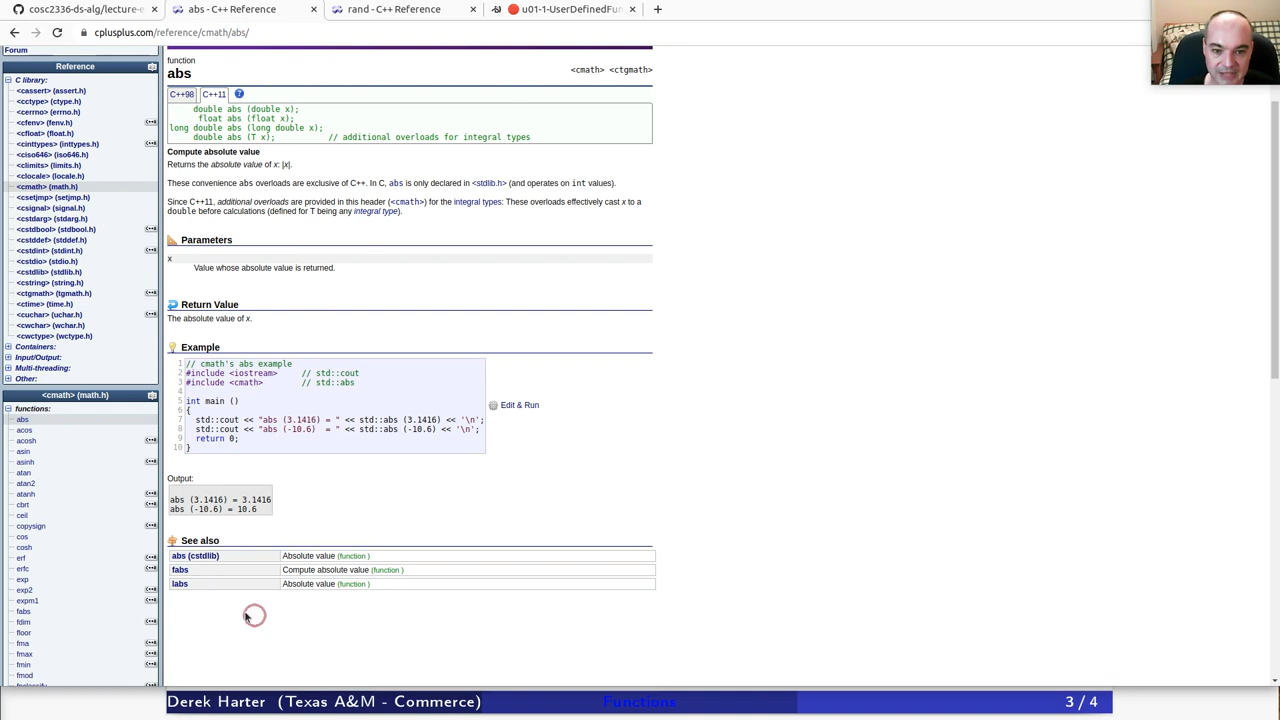 cosc2336-ds-alg/lecture-e
abs - C++ Reference
rand - C++ Reference
u01-1-UserDefinedFun
cplusplus.com/reference/cmath/abs/
Forum
Reference
C library:
<cassert> (assert.h)
<cctype> (ctype.h)
<cerrno> (errno.h)
<cfenv> (fenv.h)
<cfloat> (float.h)
<cinttypes> (inttypes.h)
<ciso646> (iso646.h)
<climits> (limits.h)
<clocale> (locale.h)
<cmath> (math.h)
<csetjmp> (setjmp.h)
<csignal> (signal.h)
<cstdarg> (stdarg.h)
<cstdbool> (stdbool.h)
<cstddef> (stddef.h)
<cstdint> (stdint.h)
<cstdio> (stdio.h)
<cstdlib> (stdlib.h)
<cstring> (string.h)
<ctgmath> (tgmath.h)
<ctime> (time.h)
<cuchar> (uchar.h)
<cwchar> (wchar.h)
<cwctype> (wctype.h)
Containers:
Input/Output:
Multi-threading:
Other:
<cmath> (math.h)
functions:
abs
acos
acosh
asin
asinh
atan
atan2
atanh
cbrt
ceil
copysign
cos
cosh
erf
erfc
exp
exp2
expm1
fabs
fdim
floor
fma
fmax
fmin
fmod
function
abs
<cmath> <ctgmath>
C++98 C++11
double abs (double x);
float abs (float x);
long double abs (long double x);
double abs (T x); // additional overloads for integral types
Compute absolute value
Returns the absolute value of x: |x|.
These convenience abs overloads are exclusive of C++. In C, abs is only declared in <stdlib.h> (and operates on int values).
Since C++11, additional overloads are provided in this header (<cmath>) for the integral types: These overloads effectively cast x to a
double before calculations (defined for T being any integral type).
Parameters
x
Value whose absolute value is returned.
Return Value
The absolute value of x.
Example
1 // cmath's abs example
2 #include <iostream> // std::cout
3 #include <cmath> // std::abs
4
5 int main ()
6 {
7 std::cout << "abs (3.1416) = " << std::abs (3.1416) << '\n';
8 std::cout << "abs (-10.6) = " << std::abs (-10.6) << '\n';
9 return 0;
10 }
Edit & Run
Output:
abs (3.1416) = 3.1416
abs (-10.6) = 10.6
See also
abs (cstdlib) Absolute value (function )
fabs Compute absolute value (function )
labs Absolute value (function )
Derek Harter (Texas A&M - Commerce) Functions 3 / 4